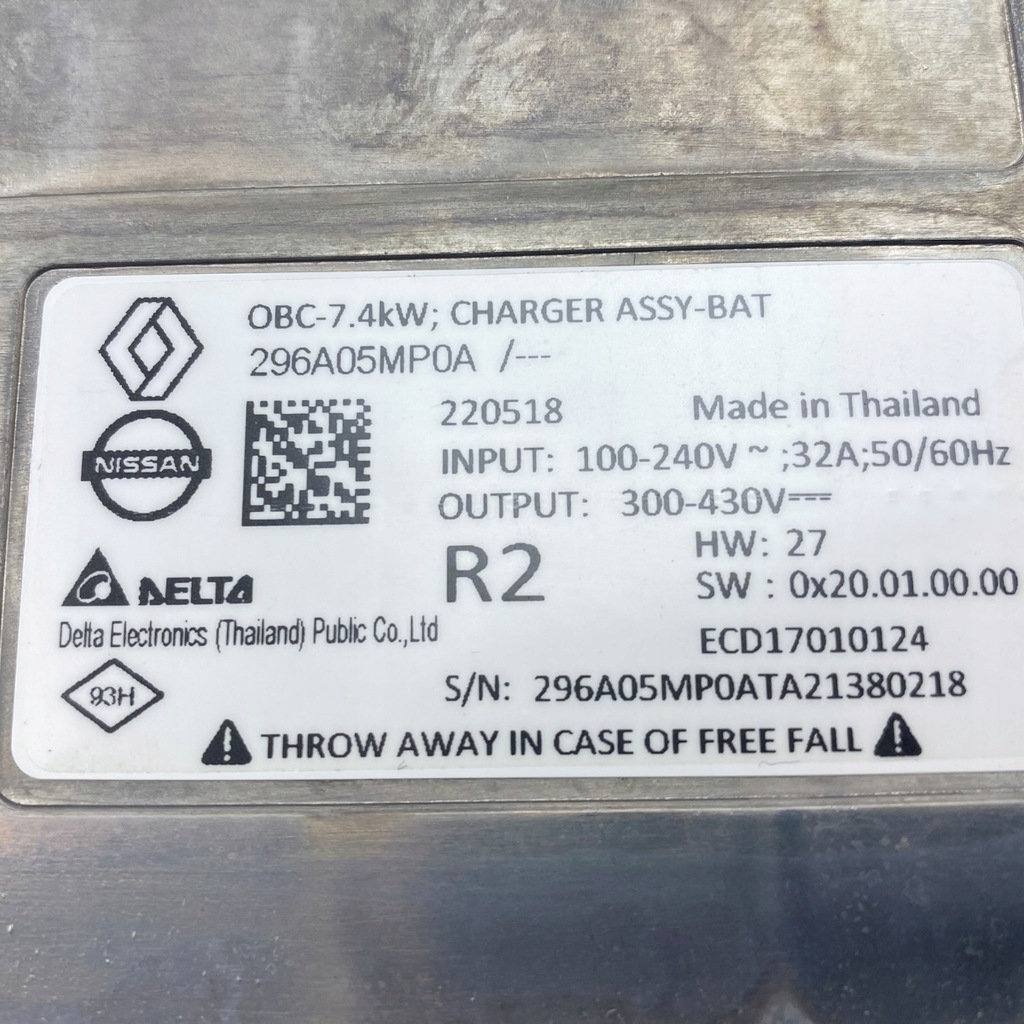 OBC-7.4kW; CHARGER ASSY-BAT
296A05MP0A /---
220518 Made in Thailand
NISSAN
INPUT: 100-240V ~ ;32A;50/60Hz
OUTPUT: 300-430V⎓
R2
HW: 27
SW : 0x20.01.00.00
DELTA
Delta Electronics (Thailand) Public Co.,Ltd
ECD17010124
93H
S/N: 296A05MP0ATA21380218
THROW AWAY IN CASE OF FREE FALL